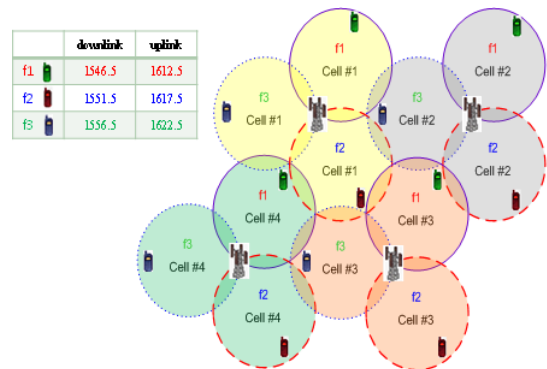 downlink uplink
f1 1546.5 1612.5
f2 1551.5 1617.5
f3 1556.5 1622.5
f1
Cell #1
f1
Cell #2
f3
Cell #1
f3
Cell #2
f2
Cell #1
f2
Cell #2
f1
Cell #4
f1
Cell #3
f3
Cell #4
f3
Cell #3
f2
Cell #4
f2
Cell #3